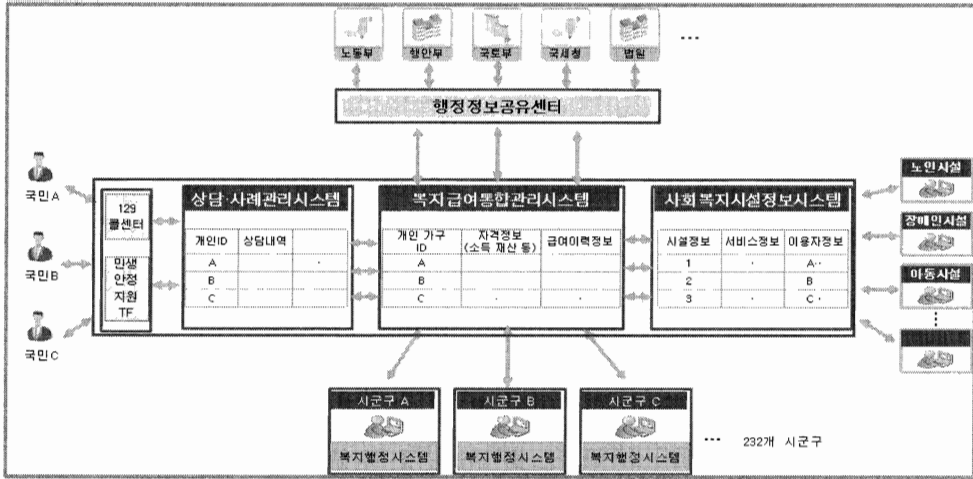 노동부 행안부 국토부 국세청 법원 ...
행정정보공유센터
국민A
국민B
국민C
129
콜센터
민생
안정
지원
TF
상담·사례관리시스템
개인ID 상담내역
A
B
C
복지급여통합관리시스템
개인 가구 ID 자격정보 (소득 재산 등) 급여이력정보
A
B
C
사회복지시설정보시스템
시설정보 서비스정보 이용자정보
1 A··
2 B
3 C·
노인시설
장애인시설
아동시설
시군구 A 시군구 B 시군구 C
복지행정시스템 복지행정시스템 복지행정시스템
... 232개 시군구